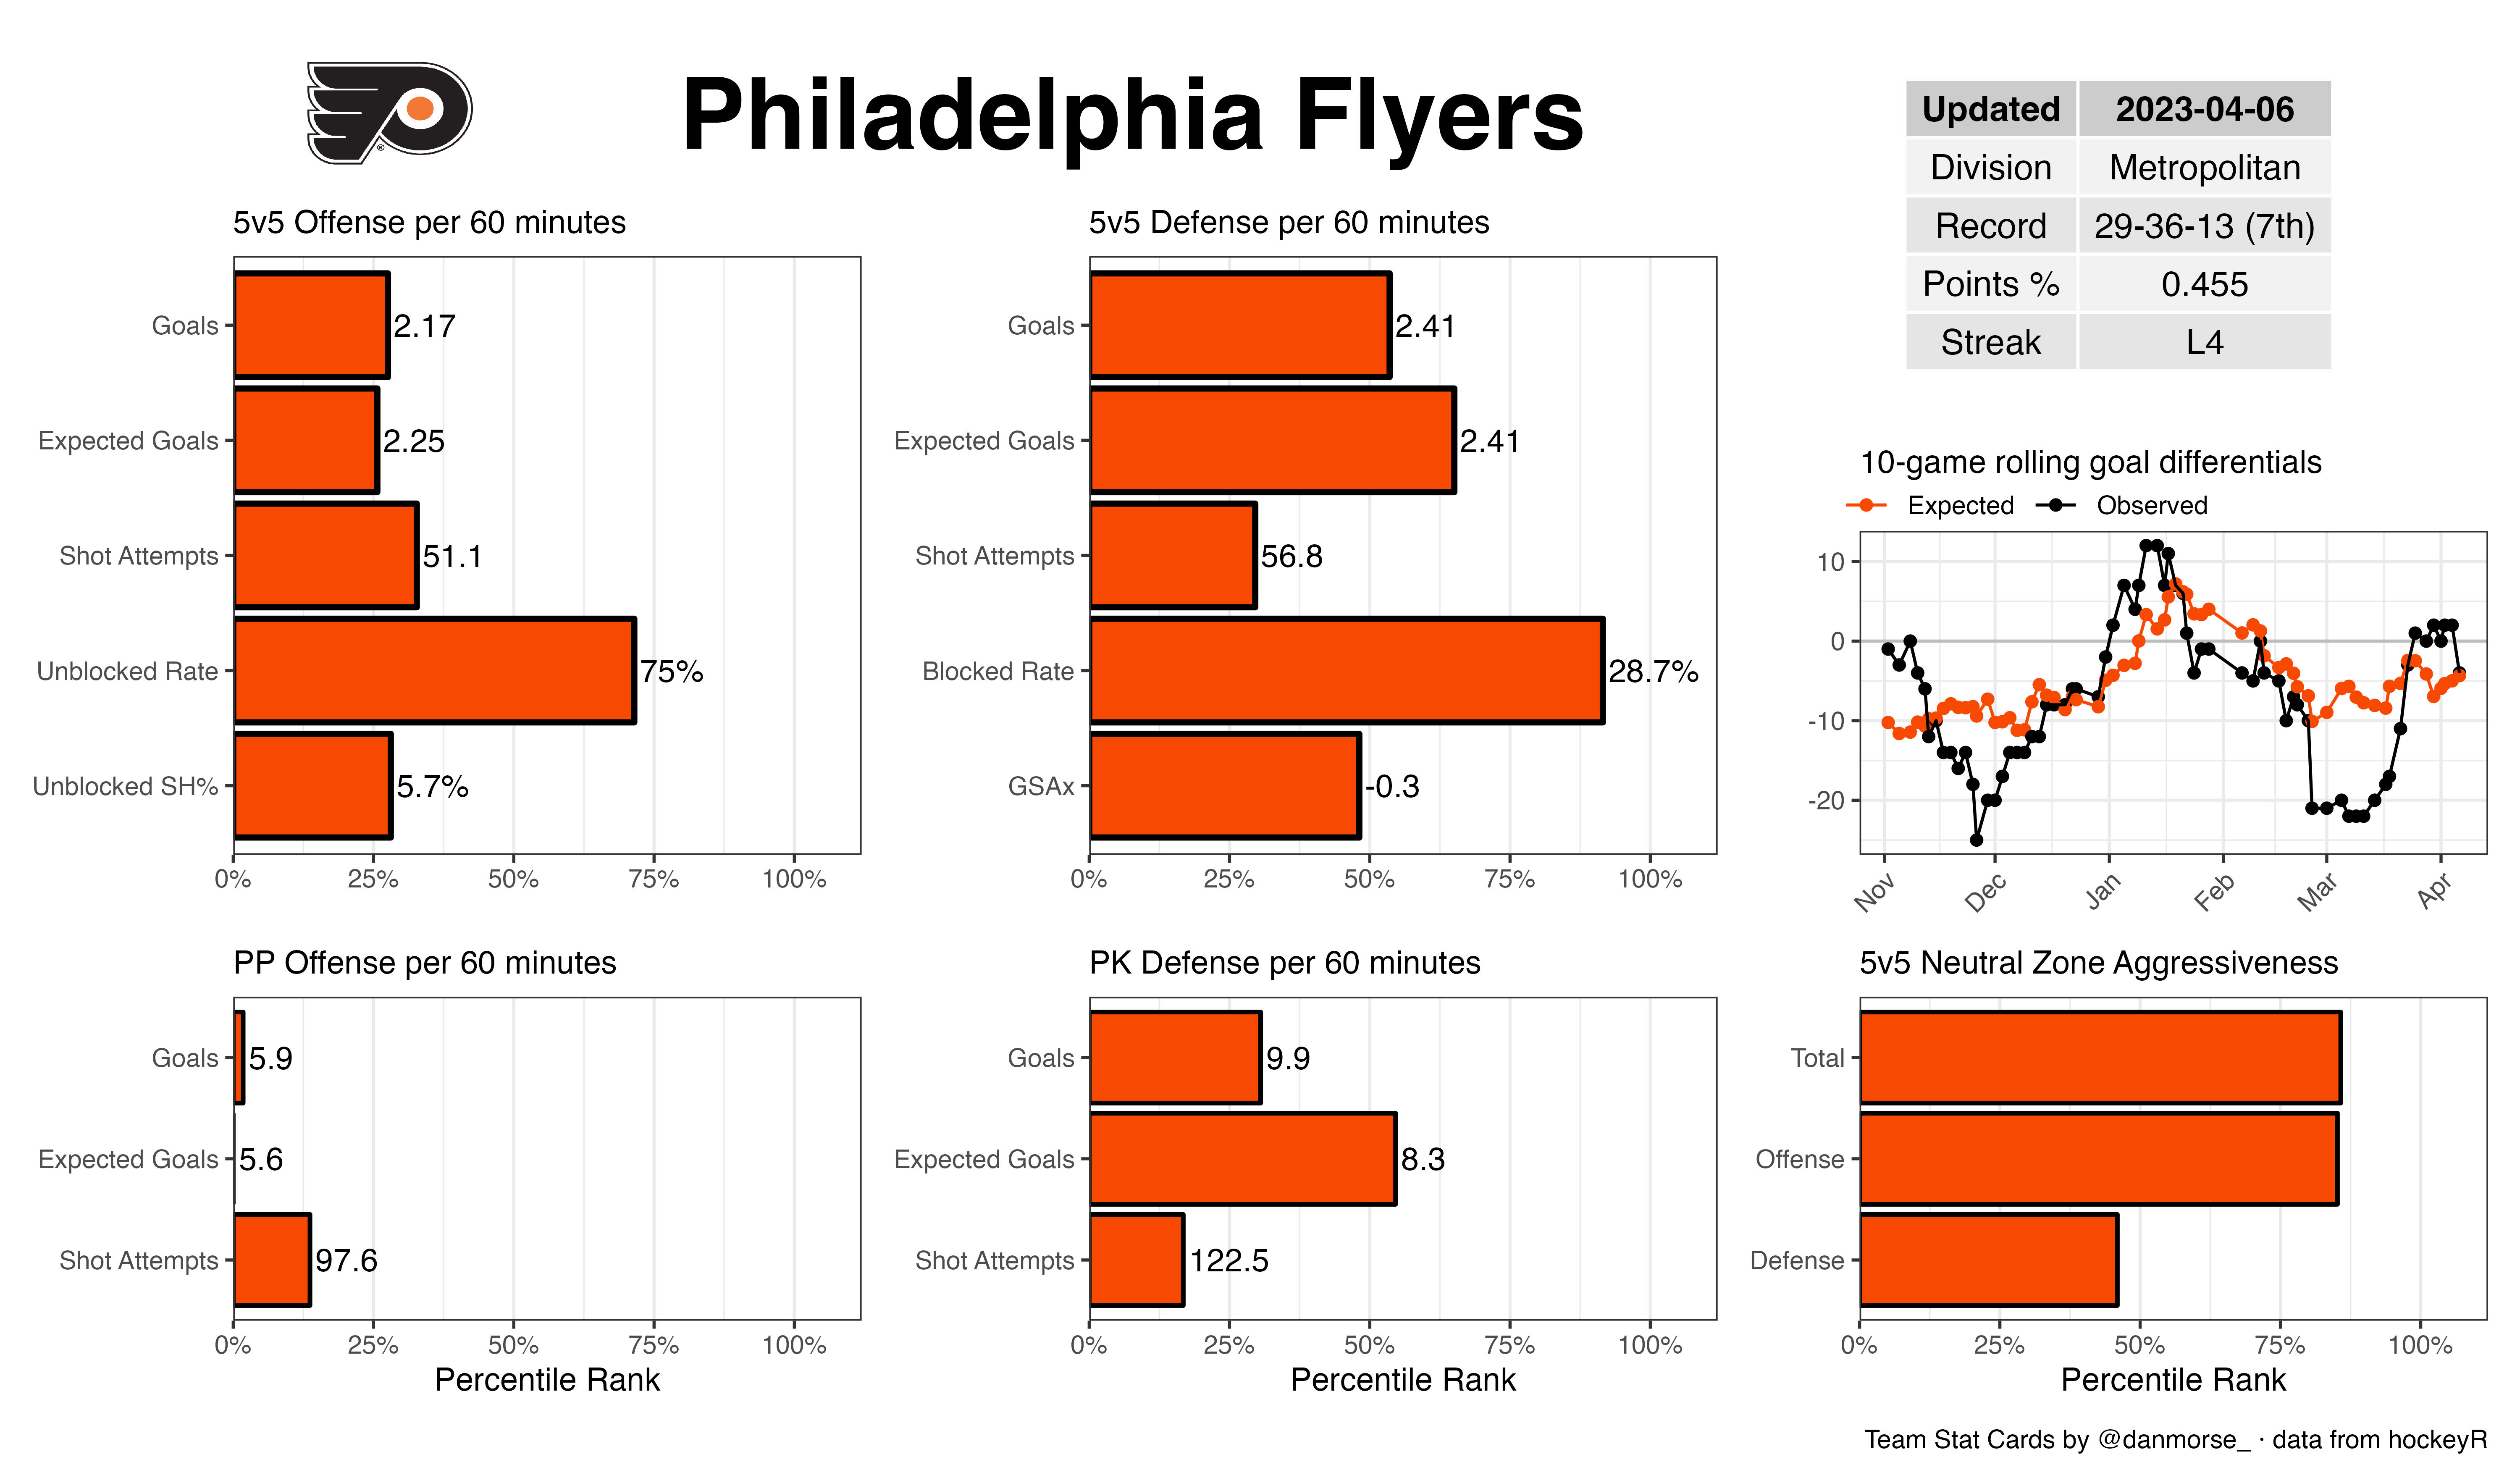 Philadelphia Flyers
®
Updated 2023-04-06
Division Metropolitan
Record 29-36-13 (7th)
Points % 0.455
Streak L4
5v5 Offense per 60 minutes
Goals 2.17
Expected Goals 2.25
Shot Attempts 51.1
Unblocked Rate 75%
Unblocked SH% 5.7%
0% 25% 50% 75% 100%
5v5 Defense per 60 minutes
Goals 2.41
Expected Goals 2.41
Shot Attempts 56.8
Blocked Rate 28.7%
GSAx -0.3
0% 25% 50% 75% 100%
10-game rolling goal differentials
Expected Observed
10
0
-10
-20
Nov Dec Jan Feb Mar Apr
PP Offense per 60 minutes
Goals 5.9
Expected Goals 5.6
Shot Attempts 97.6
0% 25% 50% 75% 100%
Percentile Rank
PK Defense per 60 minutes
Goals 9.9
Expected Goals 8.3
Shot Attempts 122.5
0% 25% 50% 75% 100%
Percentile Rank
5v5 Neutral Zone Aggressiveness
Total
Offense
Defense
0% 25% 50% 75% 100%
Percentile Rank
Team Stat Cards by @danmorse_ · data from hockeyR